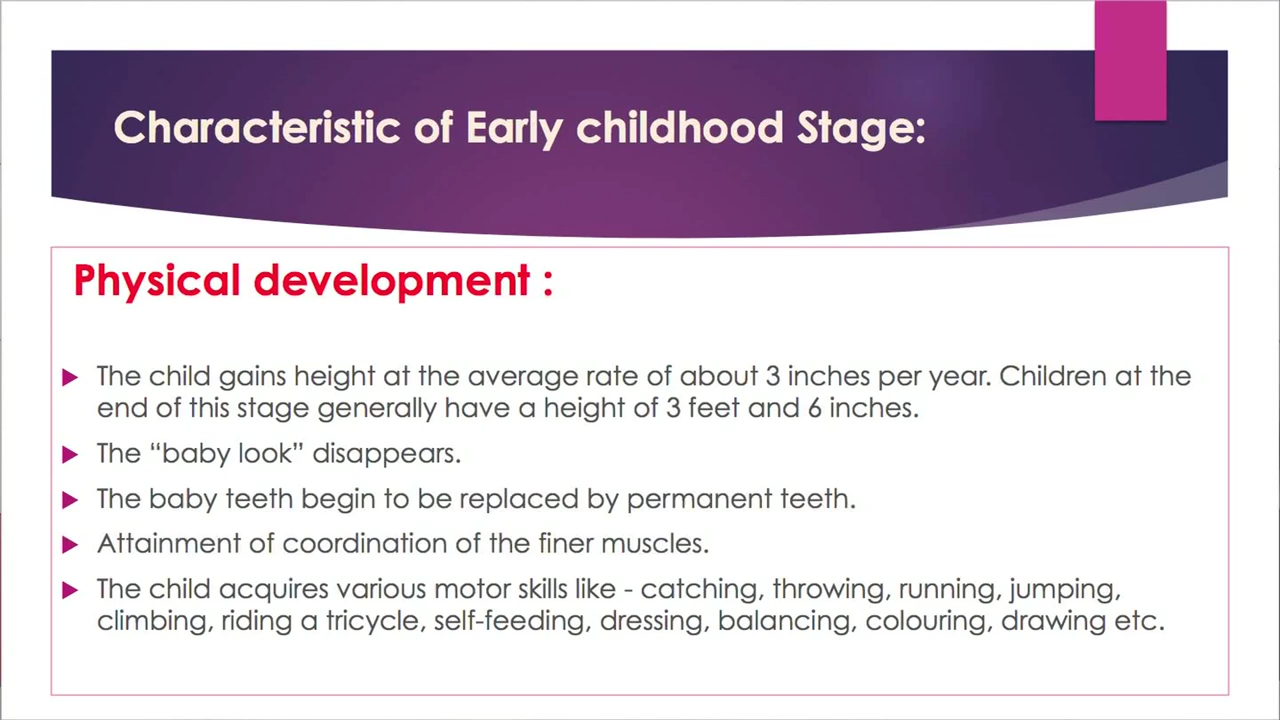 Characteristic of Early childhood Stage:
Physical development :
The child gains height at the average rate of about 3 inches per year. Children at the
end of this stage generally have a height of 3 feet and 6 inches.
The “baby look” disappears.
The baby teeth begin to be replaced by permanent teeth.
Attainment of coordination of the finer muscles.
The child acquires various motor skills like - catching, throwing, running, jumping,
climbing, riding a tricycle, self-feeding, dressing, balancing, colouring, drawing etc.